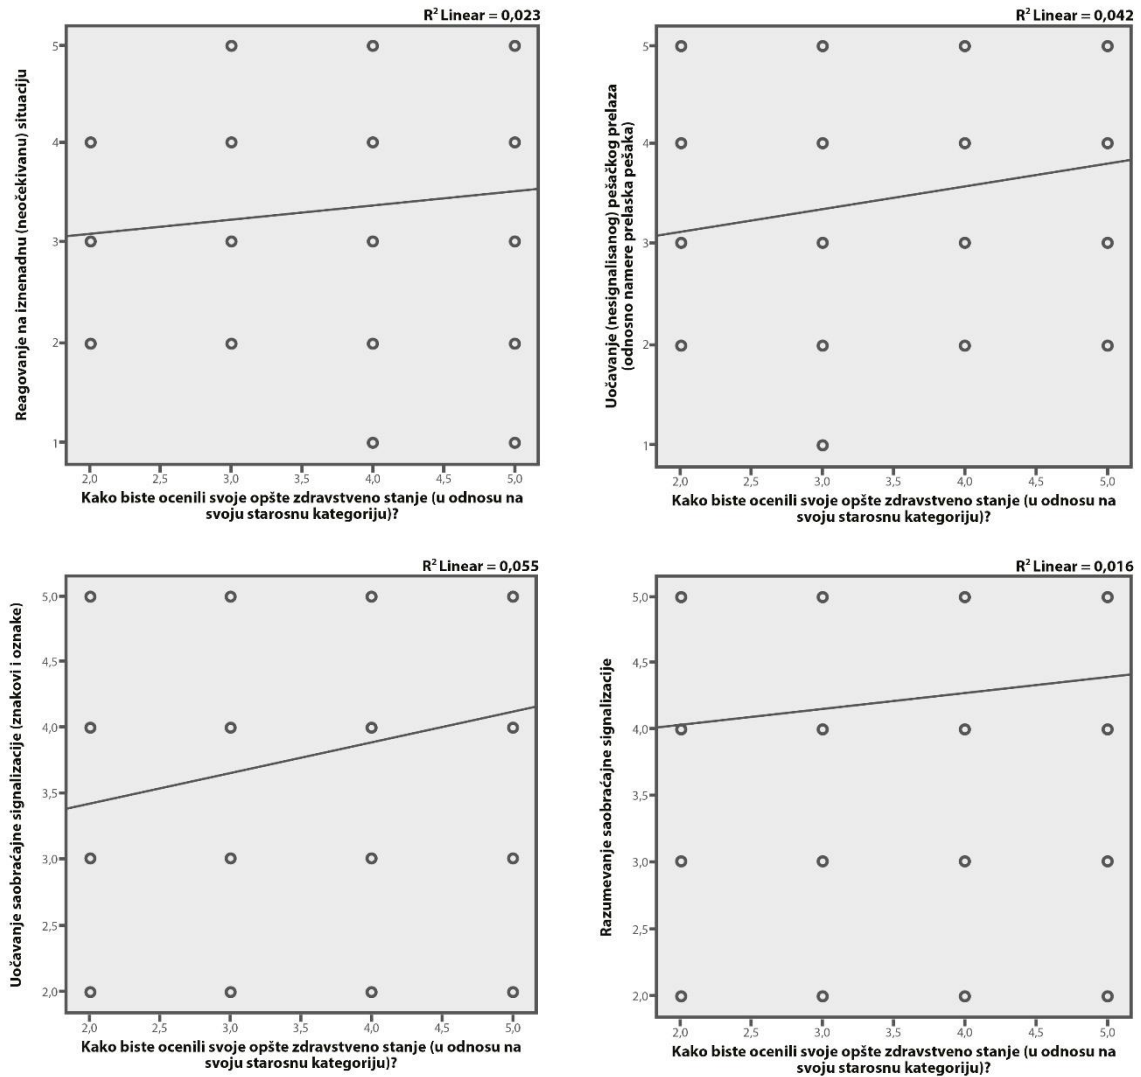 R² Linear = 0,023
Reagovanje na iznenadnu (neočekivanu) situaciju
5
4
3
2
1
2,0 2,5 3,0 3,5 4,0 4,5 5,0
Kako biste ocenili svoje opšte zdravstveno stanje (u odnosu na
svoju starosnu kategoriju)?
R² Linear = 0,042
Uočavanje (nesignalisanog) pešačkog prelaza
(odnosno namere prelaska pešaka)
5
4
3
2
1
2,0 2,5 3,0 3,5 4,0 4,5 5,0
Kako biste ocenili svoje opšte zdravstveno stanje (u odnosu na
svoju starosnu kategoriju)?
R² Linear = 0,055
Uočavanje saobraćajne signalizacije (znakovi i oznake)
5,0
4,5
4,0
3,5
3,0
2,5
2,0
2,0 2,5 3,0 3,5 4,0 4,5 5,0
Kako biste ocenili svoje opšte zdravstveno stanje (u odnosu na
svoju starosnu kategoriju)?
R² Linear = 0,016
Razumevanje saobraćajne signalizacije
5,0
4,5
4,0
3,5
3,0
2,5
2,0
2,0 2,5 3,0 3,5 4,0 4,5 5,0
Kako biste ocenili svoje opšte zdravstveno stanje (u odnosu na
svoju starosnu kategoriju)?